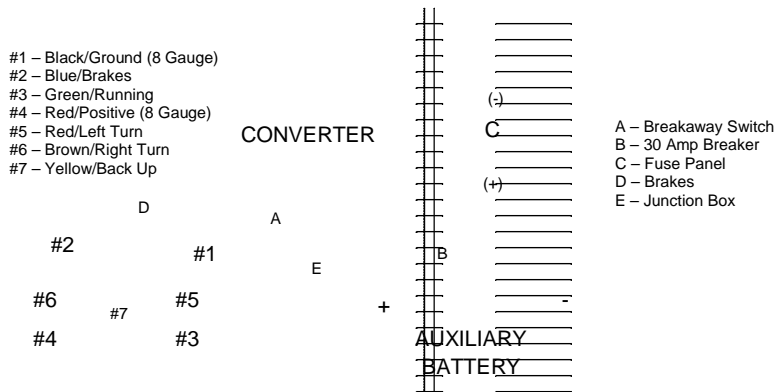 #1 – Black/Ground (8 Gauge)
#2 – Blue/Brakes
#3 – Green/Running
#4 – Red/Positive (8 Gauge)
#5 – Red/Left Turn
#6 – Brown/Right Turn
#7 – Yellow/Back Up
CONVERTER
(-)
C
(+)
A – Breakaway Switch
B – 30 Amp Breaker
C – Fuse Panel
D – Brakes
E – Junction Box
D
A
#2
#1
B
E
#6
#7
#5
+
-
#4
#3
AUXILIARY
BATTERY